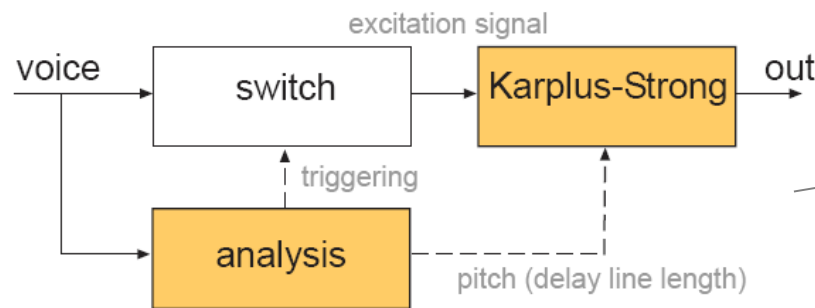 excitation signal
voice
switch
Karplus-Strong
out
triggering
analysis
pitch (delay line length)